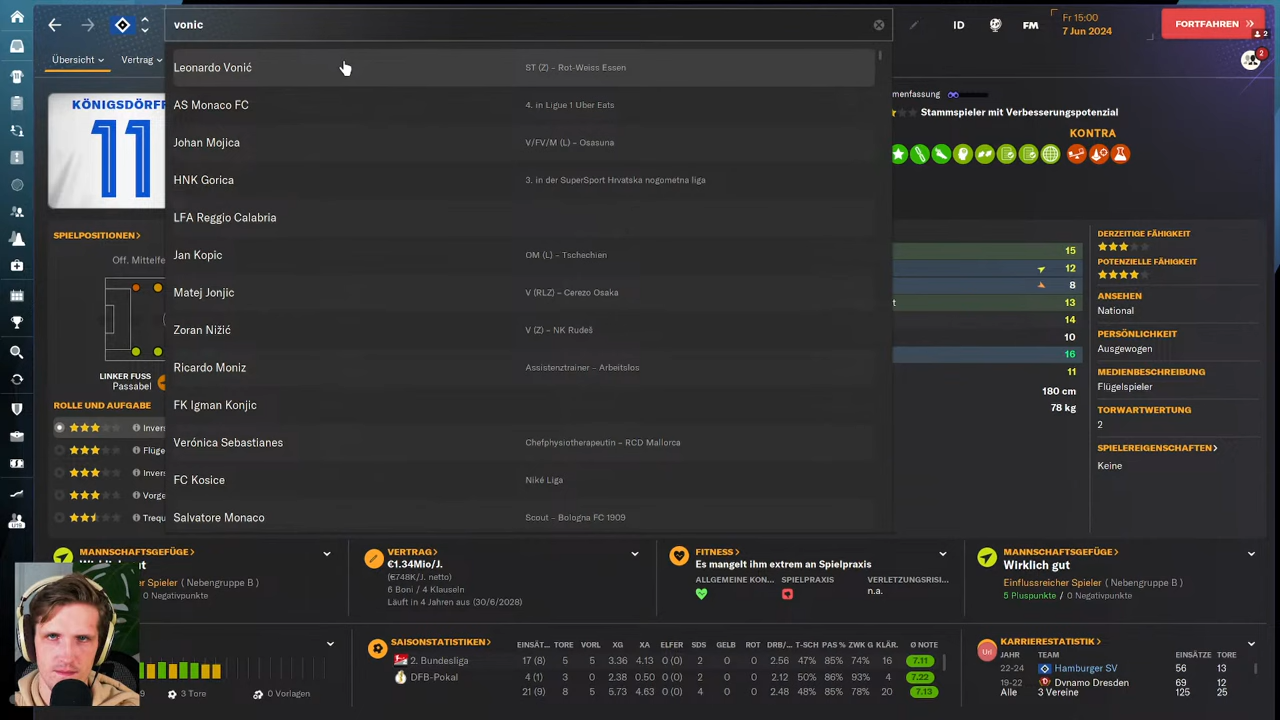 vonic
ID
FM
Fr 15:00
7 Jun 2024
FORTFAHREN
2
Übersicht
Vertrag
Leonardo Vonić
ST (Z) – Rot-Weiss Essen
AS Monaco FC
4. in Ligue 1 Uber Eats
Johan Mojica
V/FV/M (L) – Osasuna
HNK Gorica
3. in der SuperSport Hrvatska nogometna liga
LFA Reggio Calabria
Jan Kopic
OM (L) – Tschechien
Matej Jonjic
V (RLZ) – Cerezo Osaka
Zoran Nižić
V (Z) – NK Rudeš
Ricardo Moniz
Assistenztrainer – Arbeitslos
FK Igman Konjic
Verónica Sebastianes
Chefphysiotherapeutin – RCD Mallorca
FC Kosice
Niké Liga
Salvatore Monaco
Scout – Bologna FC 1909
KÖNIGSDÖRFF
11
SPIELPOSITIONEN
Off. Mittelfe
LINKER FUSS
Passabel
ROLLE UND AUFGABE
Invers
Flüge
Invers
Vorge
Trequ
menfassung
Stammspieler mit Verbesserungspotenzial
KONTRA
15
12
8
t 13
14
10
16
11
180 cm
78 kg
DERZEITIGE FÄHIGKEIT
POTENZIELLE FÄHIGKEIT
ANSEHEN
National
PERSÖNLICHKEIT
Ausgewogen
MEDIENBESCHREIBUNG
Flügelspieler
TORWARTWERTUNG
2
SPIELEREIGENSCHAFTEN
Keine
MANNSCHAFTSGEFÜGE
Wirklich gut
cher Spieler ( Nebengruppe B )
0 Negativpunkte
VERTRAG
€1.34Mio/J.
(€748K/J. netto)
6 Boni / 4 Klauseln
Läuft in 4 Jahren aus (30/6/2028)
FITNESS
Es mangelt ihm extrem an Spielpraxis
ALLGEMEINE KON... SPIELPRAXIS VERLETZUNGSRISI...
n.a.
MANNSCHAFTSGEFÜGE
Wirklich gut
Einflussreicher Spieler ( Nebengruppe B )
5 Pluspunkte / 0 Negativpunkte
3 Tore
0 Vorlagen
SAISONSTATISTIKEN
EINSÄT... TORE VORL XG XA ELFER SDS GELB ROT DRB/... T-SCH PAS % ZWK G KLÄR. Ø NOTE
2. Bundesliga 17 (8) 5 5 3.36 4.13 0 (0) 2 0 0 2.56 47% 85% 74% 16 7.11
DFB-Pokal 4 (1) 3 0 2.38 0.50 0 (0) 2 0 0 2.12 50% 86% 93% 4 7.22
21 (9) 8 5 5.73 4.63 0 (0) 4 0 0 2.48 48% 85% 78% 20 7.13
KARRIERESTATISTIK
JAHR TEAM EINSÄTZE TORE
22-24 Hamburger SV 56 13
19-22 Dynamo Dresden 69 12
Alle 3 Vereine 125 25